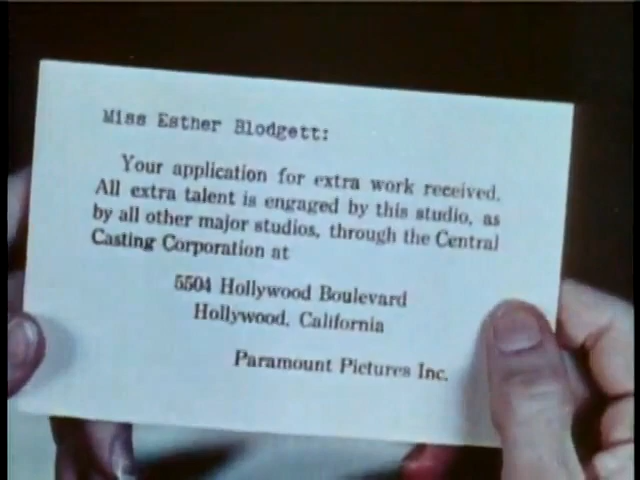 Miss Esther Blodgett:
Your application for extra work received.
All extra talent is engaged by this studio, as
by all other major studios, through the Central
Casting Corporation at
5504 Hollywood Boulevard
Hollywood, California
Paramount Pictures Inc.